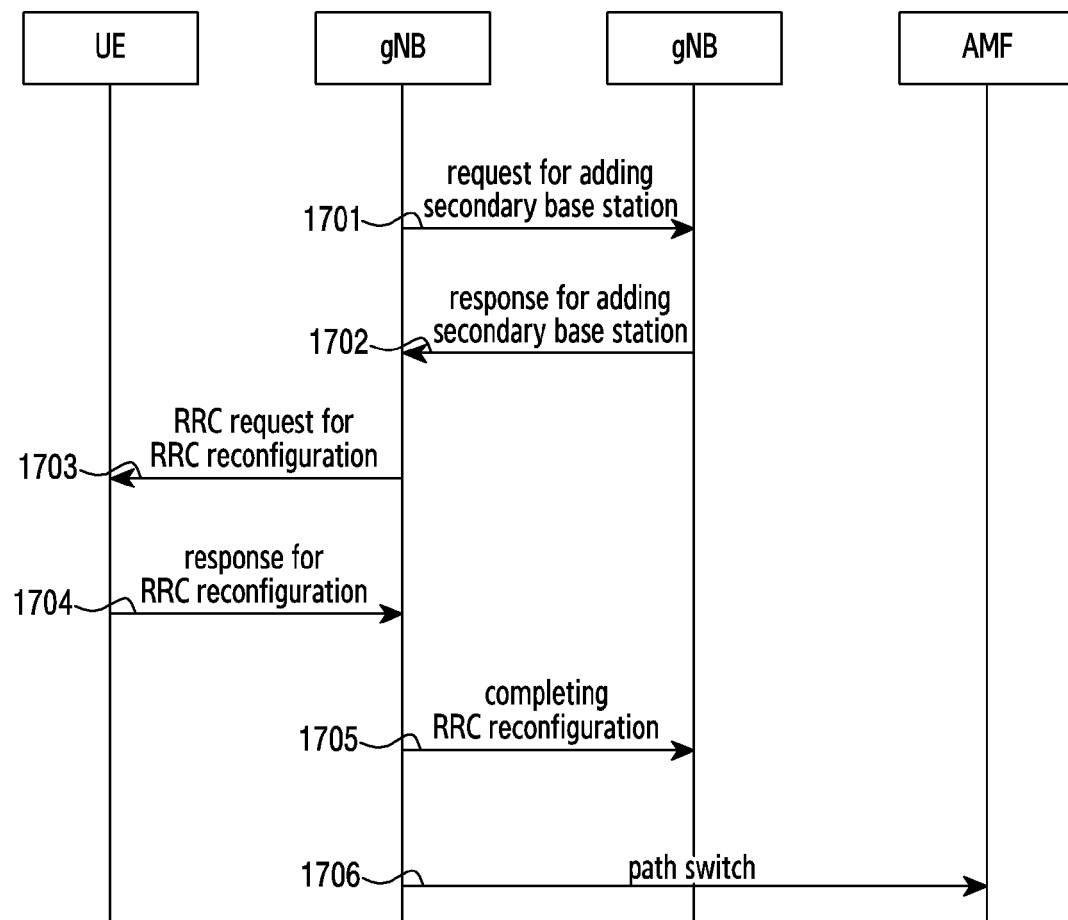 UE
gNB
gNB
AMF
request for adding
secondary base station
1701
response for adding
secondary base station
1702
RRC request for
RRC reconfiguration
1703
response for
RRC reconfiguration
1704
completing
RRC reconfiguration
1705
path switch
1706